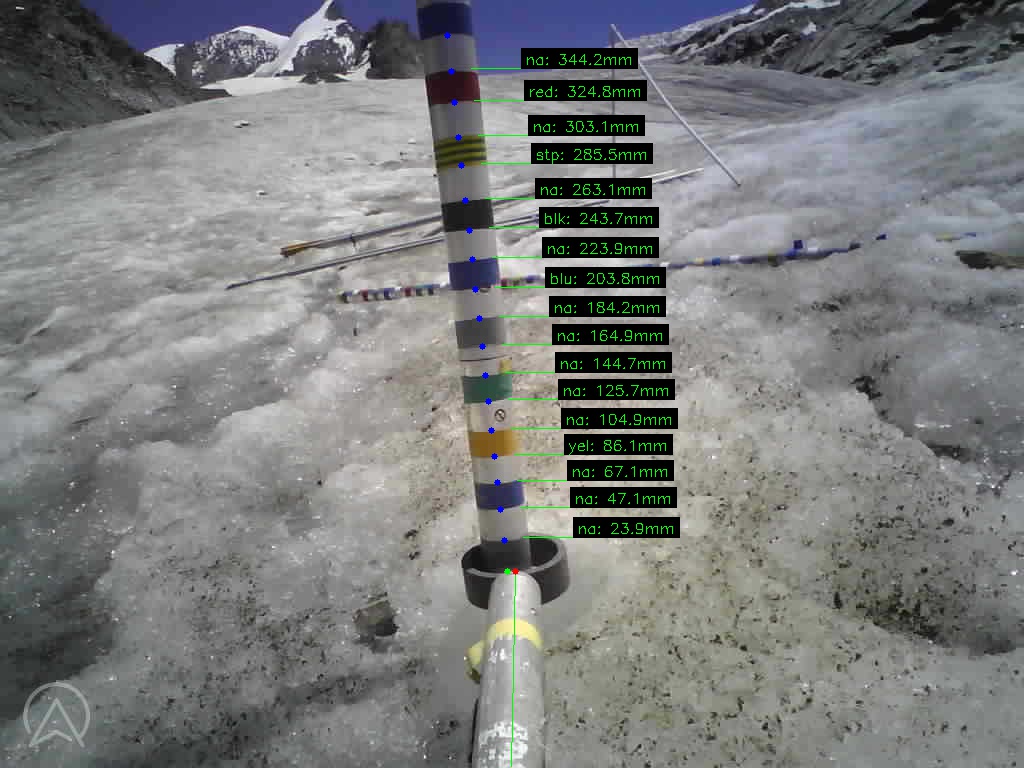 na: 344.2mm
red: 324.8mm
na: 303.1mm
stp: 285.5mm
na: 263.1mm
blk: 243.7mm
na: 223.9mm
blu: 203.8mm
na: 184.2mm
na: 164.9mm
na: 144.7mm
na: 125.7mm
na: 104.9mm
yel: 86.1mm
na: 67.1mm
na: 47.1mm
na: 23.9mm